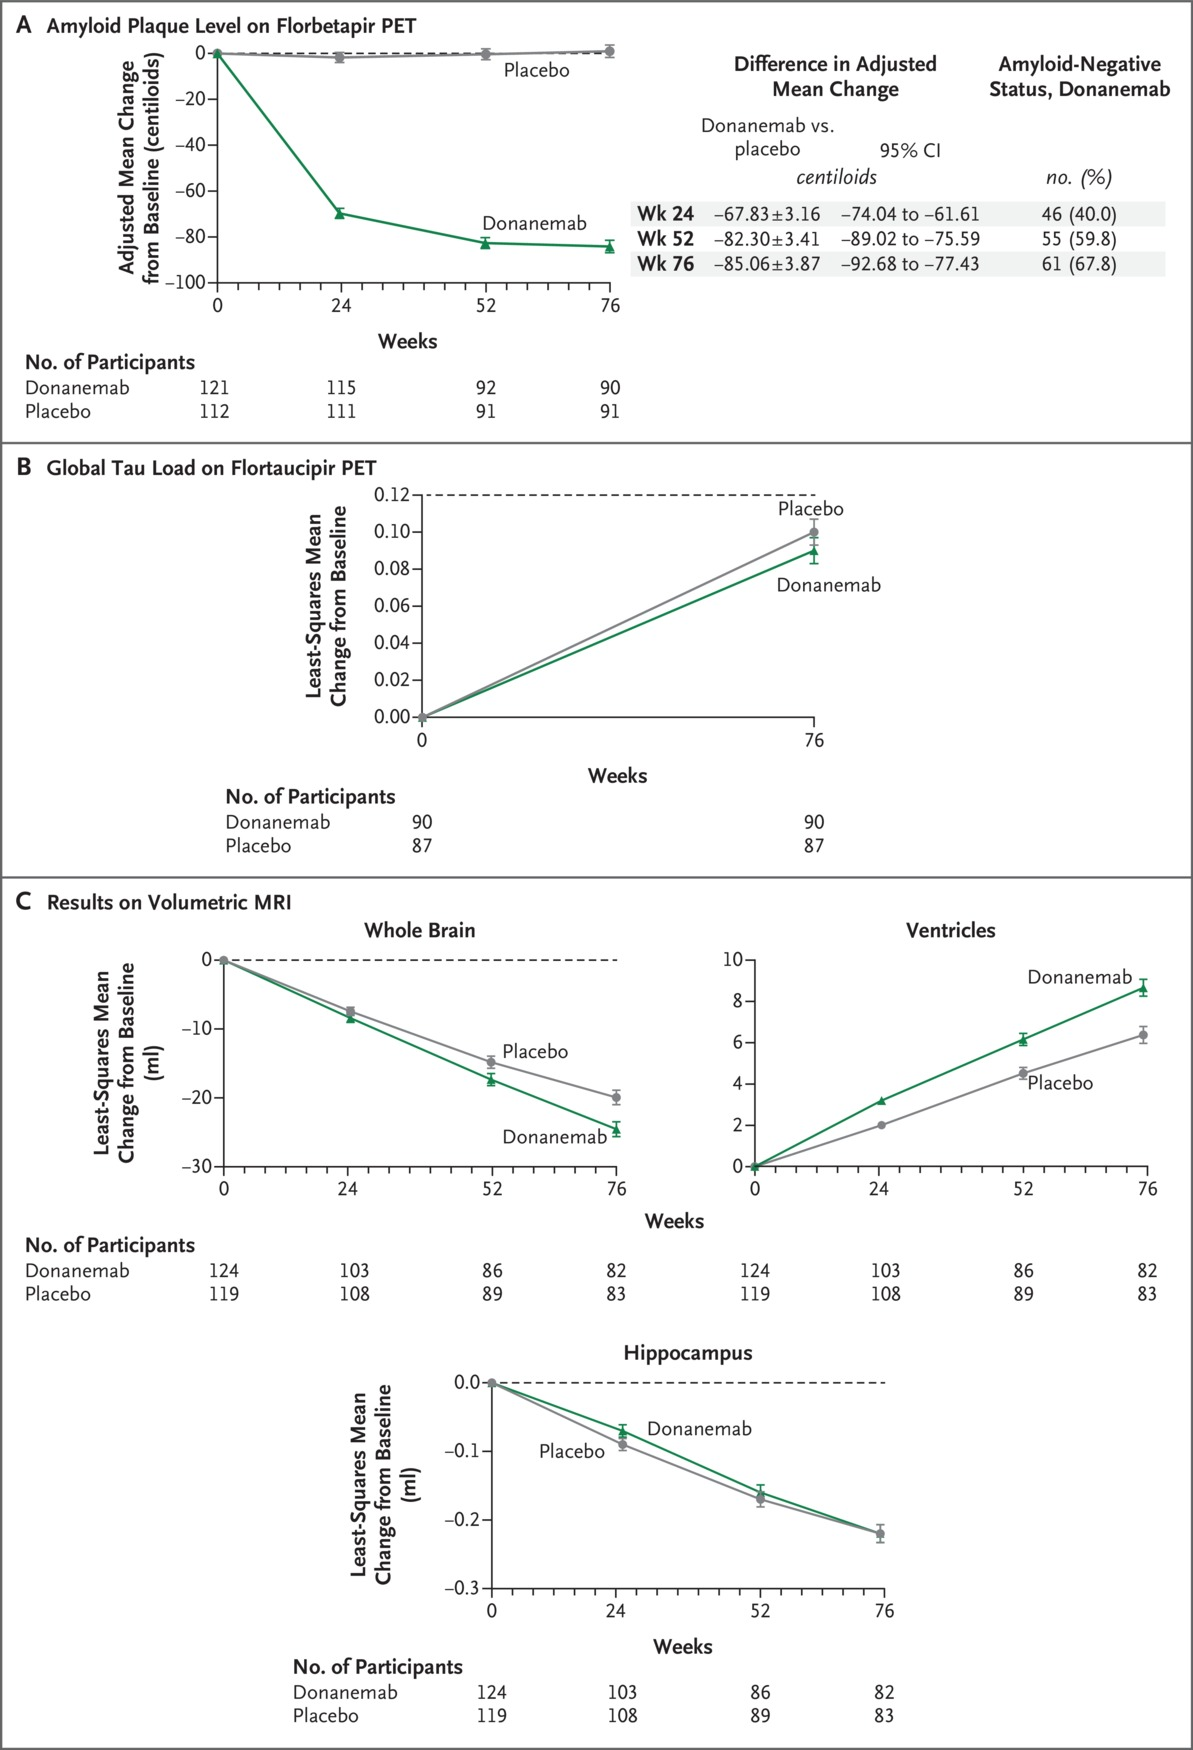 A Amyloid Plaque Level on Florbetapir PET
Adjusted Mean Change
from Baseline (centiloids)
0
−20
−40
−60
−80
−100
Placebo
Donanemab
0 24 52 76
Weeks
Difference in Adjusted
Mean Change
Amyloid-Negative
Status, Donanemab
Donanemab vs.
placebo
95% CI
centiloids
no. (%)
Wk 24 −67.83±3.16 −74.04 to −61.61 46 (40.0)
Wk 52 −82.30±3.41 −89.02 to −75.59 55 (59.8)
Wk 76 −85.06±3.87 −92.68 to −77.43 61 (67.8)
No. of Participants
Donanemab 121 115 92 90
Placebo 112 111 91 91
B Global Tau Load on Flortaucipir PET
Least-Squares Mean
Change from Baseline
0.12
0.10
0.08
0.06
0.04
0.02
0.00
Placebo
Donanemab
0 76
Weeks
No. of Participants
Donanemab 90 90
Placebo 87 87
C Results on Volumetric MRI
Whole Brain
Least-Squares Mean
Change from Baseline
(ml)
0
−10
−20
−30
Placebo
Donanemab
0 24 52 76
Ventricles
10
8
6
4
2
0
Donanemab
Placebo
0 24 52 76
Weeks
No. of Participants
Donanemab 124 103 86 82 124 103 86 82
Placebo 119 108 89 83 119 108 89 83
Hippocampus
Least-Squares Mean
Change from Baseline
(ml)
0.0
−0.1
−0.2
−0.3
Donanemab
Placebo
0 24 52 76
Weeks
No. of Participants
Donanemab 124 103 86 82
Placebo 119 108 89 83